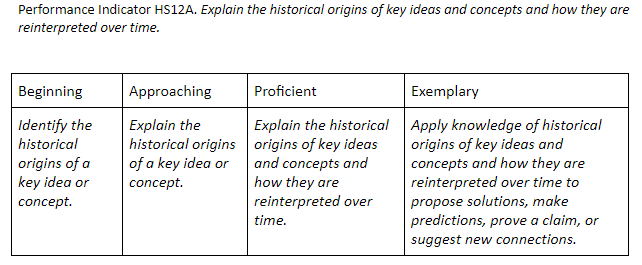 Performance Indicator HS12A. Explain the historical origins of key ideas and concepts and how they are
reinterpreted over time.
Beginning
Approaching
Proficient
Exemplary
Identify the
historical
origins of a
key idea or
concept.
Explain the
historical origins
of a key idea or
concept.
Explain the historical
origins of key ideas
and concepts and
how they are
reinterpreted over
time.
Apply knowledge of historical
origins of key ideas and
concepts and how they are
reinterpreted over time to
propose solutions, make
predictions, prove a claim, or
suggest new connections.